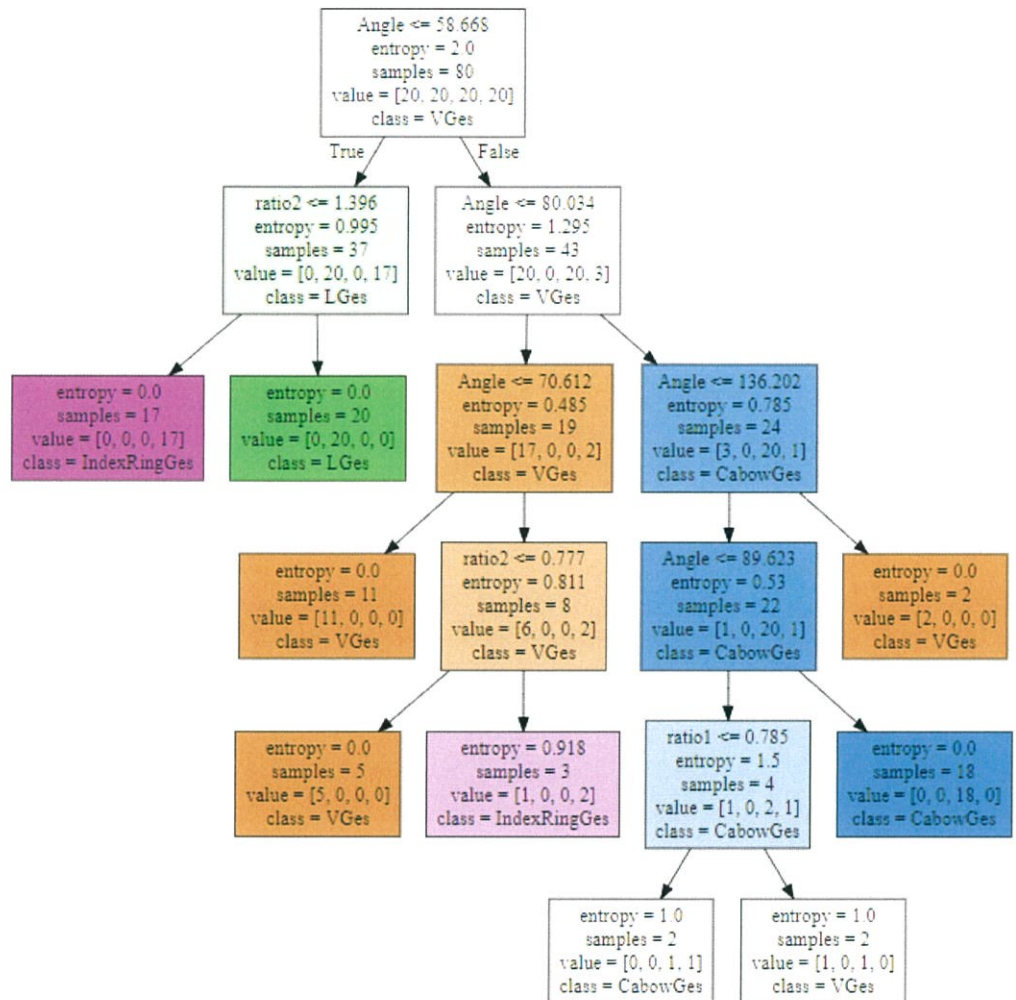 Angle <= 58.668
entropy = 2.0
samples = 80
value = [20, 20, 20, 20]
class = VGes
True
False
ratio2 <= 1.396
entropy = 0.995
samples = 37
value = [0, 20, 0, 17]
class = LGes
Angle <= 80.034
entropy = 1.295
samples = 43
value = [20, 0, 20, 3]
class = VGes
entropy = 0.0
samples = 17
value = [0, 0, 0, 17]
class = IndexRingGes
entropy = 0.0
samples = 20
value = [0, 20, 0, 0]
class = LGes
Angle <= 70.612
entropy = 0.485
samples = 19
value = [17, 0, 0, 2]
class = VGes
Angle <= 136.202
entropy = 0.785
samples = 24
value = [3, 0, 20, 1]
class = CabowGes
entropy = 0.0
samples = 11
value = [11, 0, 0, 0]
class = VGes
ratio2 <= 0.777
entropy = 0.811
samples = 8
value = [6, 0, 0, 2]
class = VGes
Angle <= 89.623
entropy = 0.53
samples = 22
value = [1, 0, 20, 1]
class = CabowGes
entropy = 0.0
samples = 2
value = [2, 0, 0, 0]
class = VGes
entropy = 0.0
samples = 5
value = [5, 0, 0, 0]
class = VGes
entropy = 0.918
samples = 3
value = [1, 0, 0, 2]
class = IndexRingGes
ratio1 <= 0.785
entropy = 1.5
samples = 4
value = [1, 0, 2, 1]
class = CabowGes
entropy = 0.0
samples = 18
value = [0, 0, 18, 0]
class = CabowGes
entropy = 1.0
samples = 2
value = [0, 0, 1, 1]
class = CabowGes
entropy = 1.0
samples = 2
value = [1, 0, 1, 0]
class = VGes